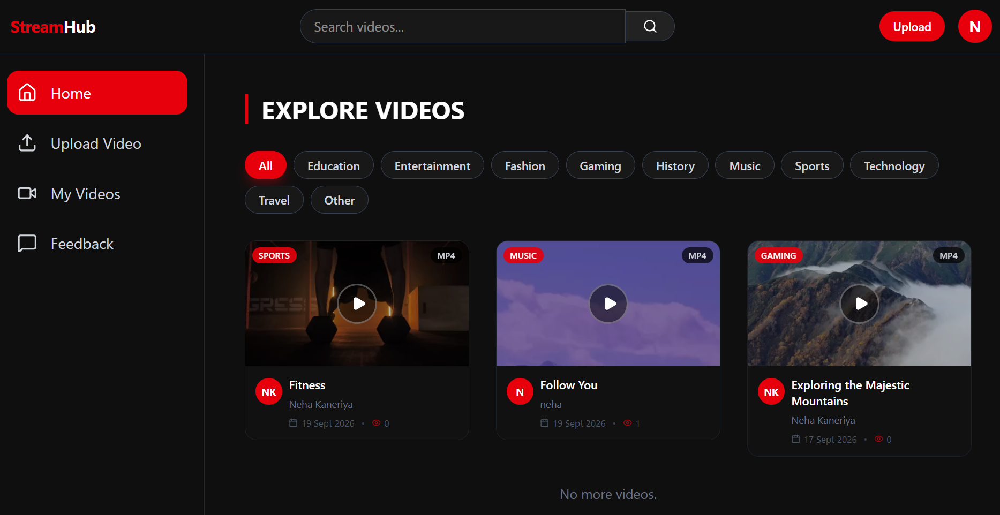 StreamHub
Search videos...
Upload
N
Home
Upload Video
My Videos
Feedback
EXPLORE VIDEOS
All Education Entertainment Fashion Gaming History Music Sports Technology
Travel Other
SPORTS MP4
GRESS
NK
Fitness
Neha Kaneriya
19 Sept 2026 • 0
MUSIC MP4
N
Follow You
neha
19 Sept 2026 • 1
GAMING MP4
NK
Exploring the Majestic
Mountains
Neha Kaneriya
17 Sept 2026 • 0
No more videos.